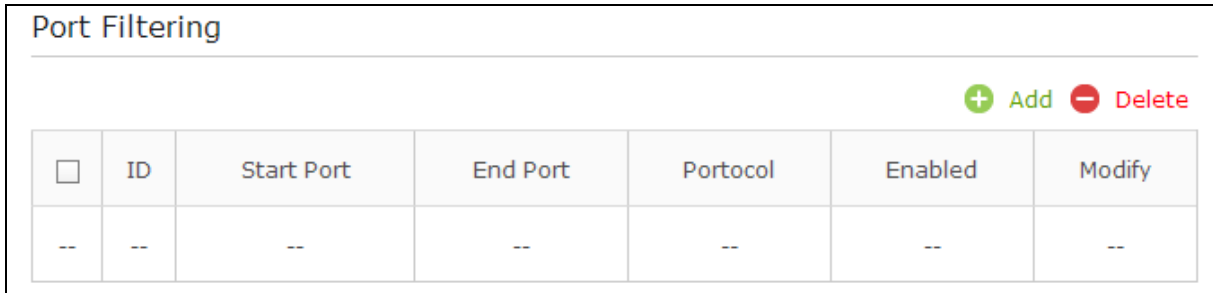 Port Filtering
Add Delete
ID Start Port End Port Portocol Enabled Modify
-- -- -- -- -- -- --